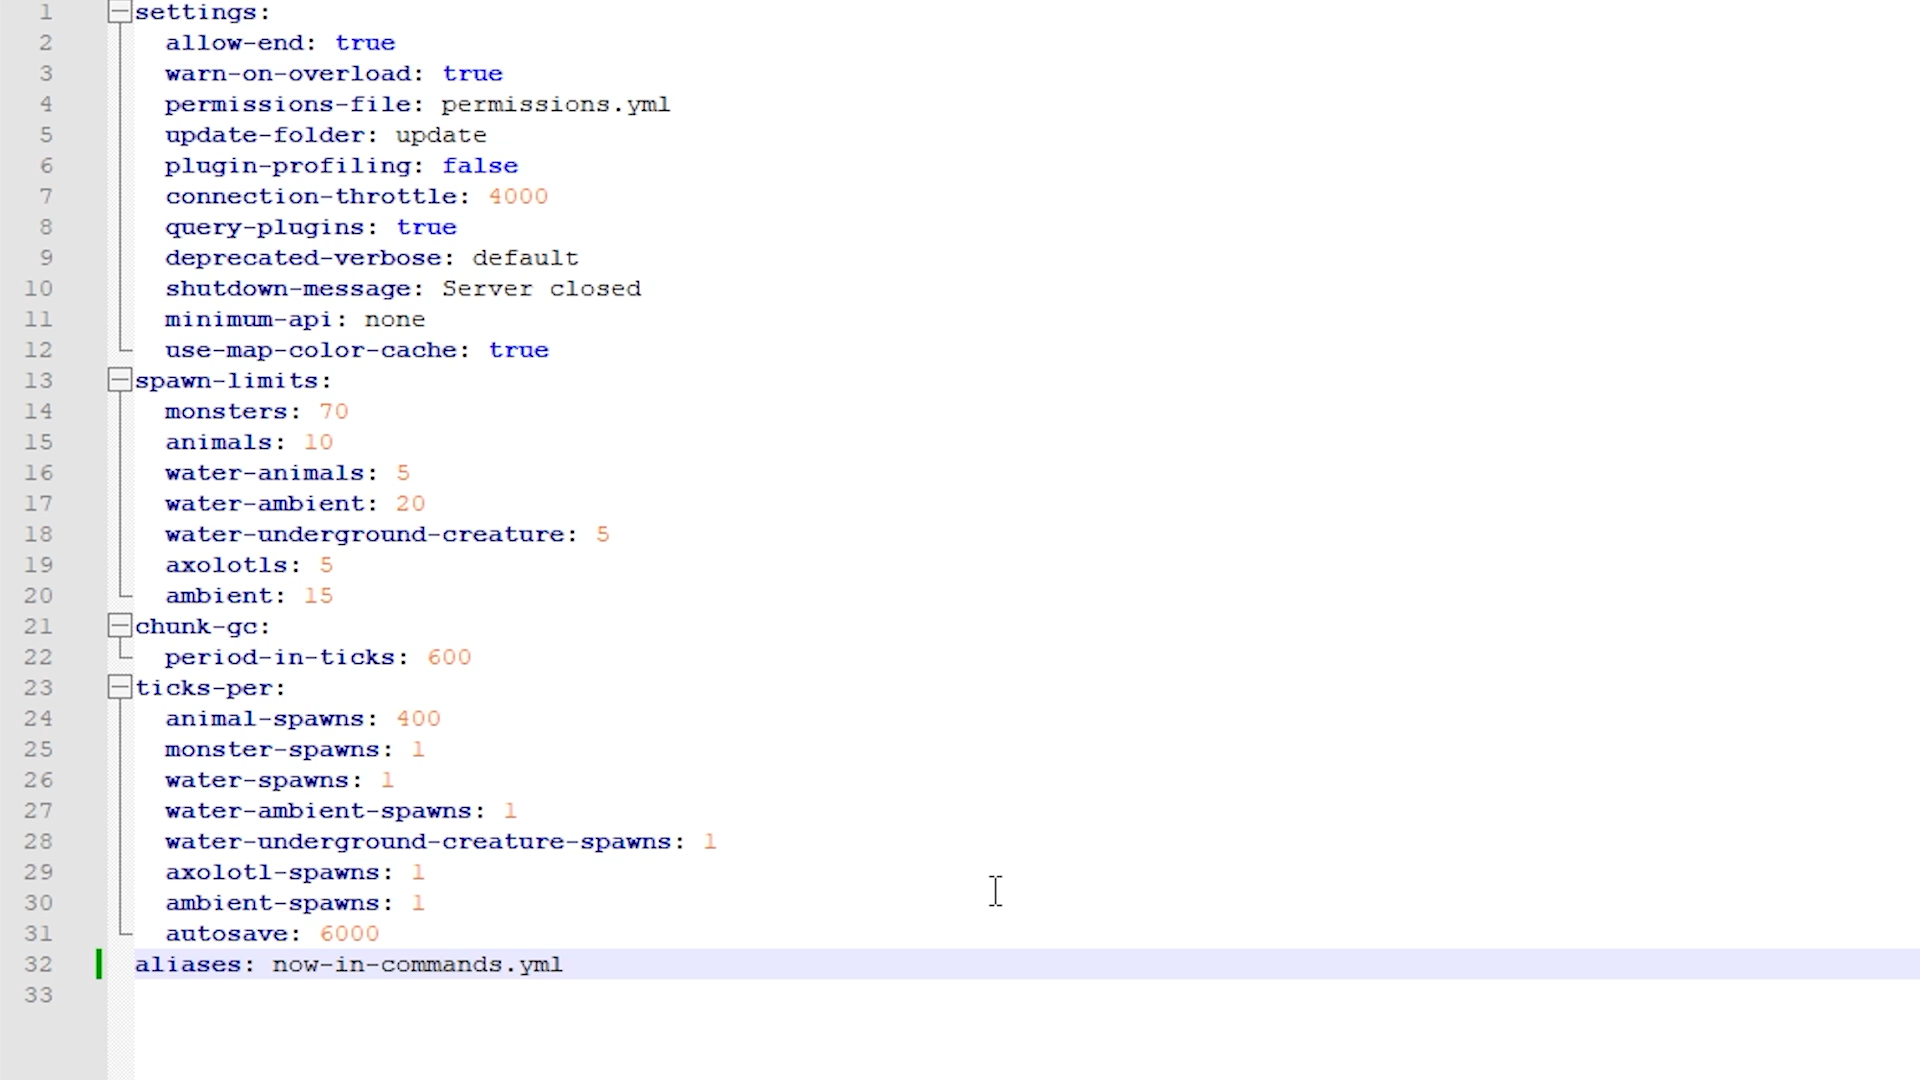 1 settings:
2 allow-end: true
3 warn-on-overload: true
4 permissions-file: permissions.yml
5 update-folder: update
6 plugin-profiling: false
7 connection-throttle: 4000
8 query-plugins: true
9 deprecated-verbose: default
10 shutdown-message: Server closed
11 minimum-api: none
12 use-map-color-cache: true
13 spawn-limits:
14 monsters: 70
15 animals: 10
16 water-animals: 5
17 water-ambient: 20
18 water-underground-creature: 5
19 axolotls: 5
20 ambient: 15
21 chunk-gc:
22 period-in-ticks: 600
23 ticks-per:
24 animal-spawns: 400
25 monster-spawns: 1
26 water-spawns: 1
27 water-ambient-spawns: 1
28 water-underground-creature-spawns: 1
29 axolotl-spawns: 1
30 ambient-spawns: 1
31 autosave: 6000
32 aliases: now-in-commands.yml
33